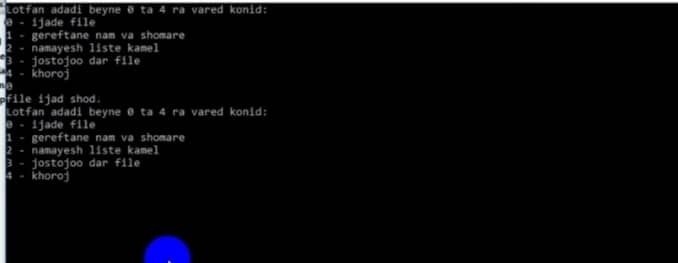 Lotfan adadi beyne 0 ta 4 ra vared konid:
0 - ijade file
1 - gereftane nam va shomare
2 - namayesh liste kamel
3 - jostojoo dar file
4 - khoroj
0
file ijad shod.
Lotfan adadi beyne 0 ta 4 ra vared konid:
0 - ijade file
1 - gereftane nam va shomare
2 - namayesh liste kamel
3 - jostojoo dar file
4 - khoroj